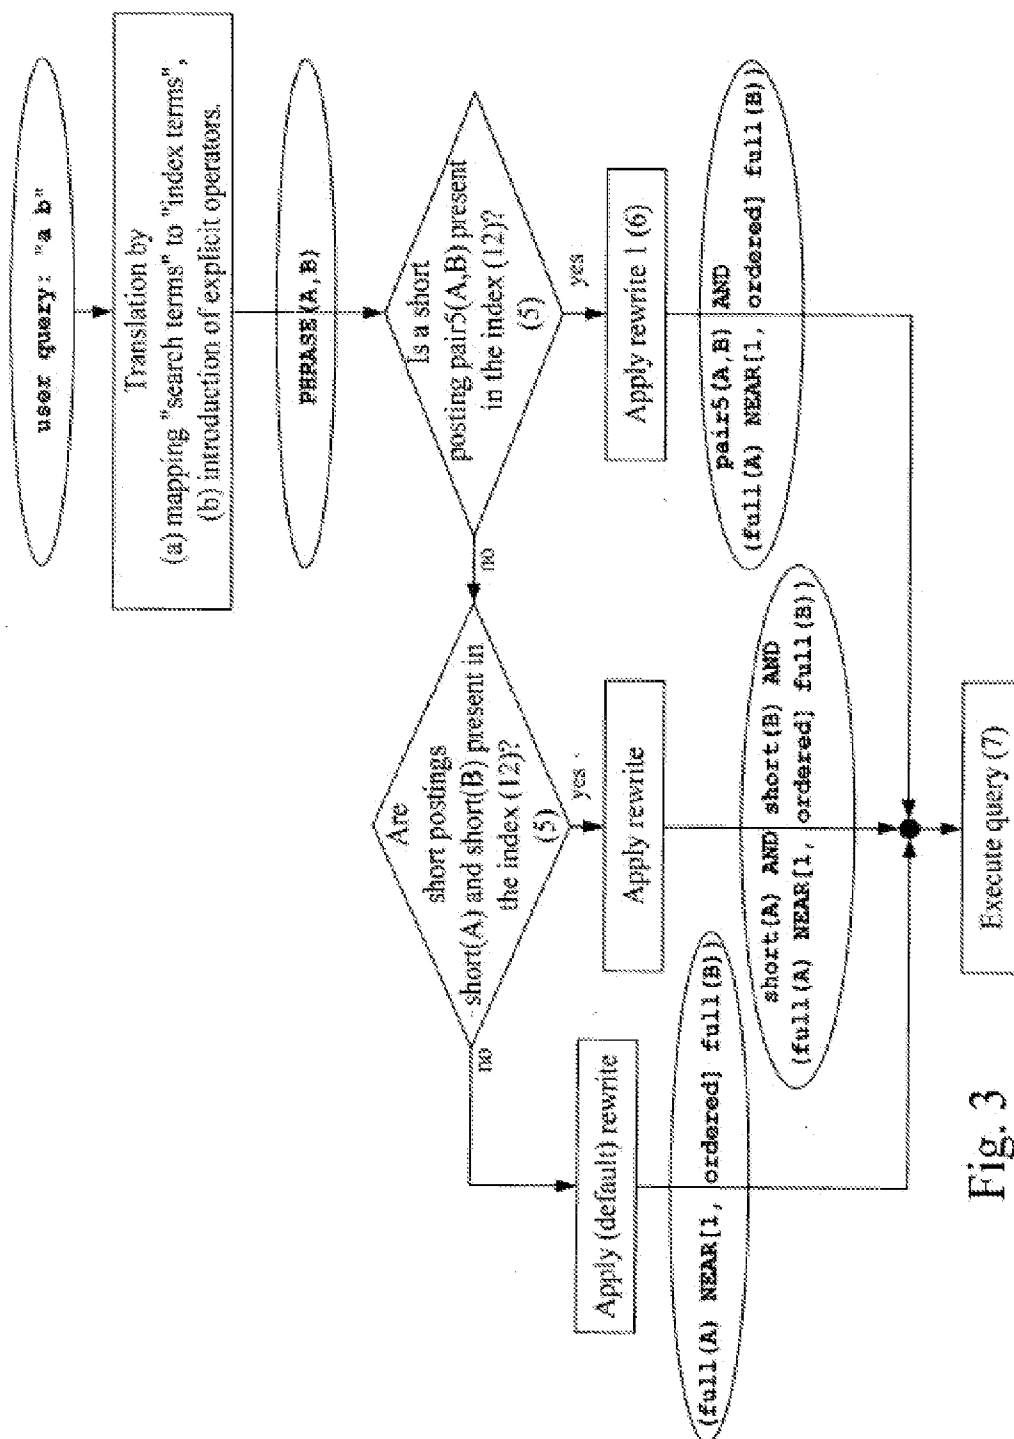 user query: "a b"
Translation by
(a) mapping "search terms" to "index terms",
(b) introduction of explicit operators.
PHRASE(A,B)
Is a short
posting pair5(A,B) present
in the index (12)?
(5)
no
yes
Are
short postings
short(A) and short(B) present in
the index (12)?
(5)
no
yes
Apply (default) rewrite
Apply rewrite
Apply rewrite 1 (6)
(full(A) NEAR[1, ordered] full(B))
short(A) AND short(B) AND
(full(A) NEAR[1, ordered] full(B))
pair5(A,B) AND
(full(A) NEAR[1, ordered] full(B))
Execute query (7)
Fig. 3